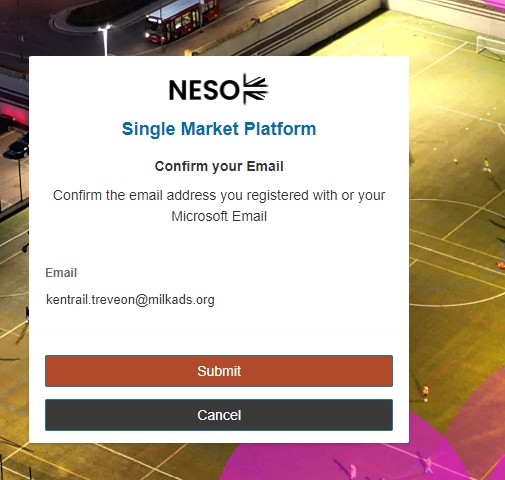 NESO
Single Market Platform
Confirm your Email
Confirm the email address you registered with or your
Microsoft Email
Email
kentrail.treveon@milkads.org
Submit
Cancel